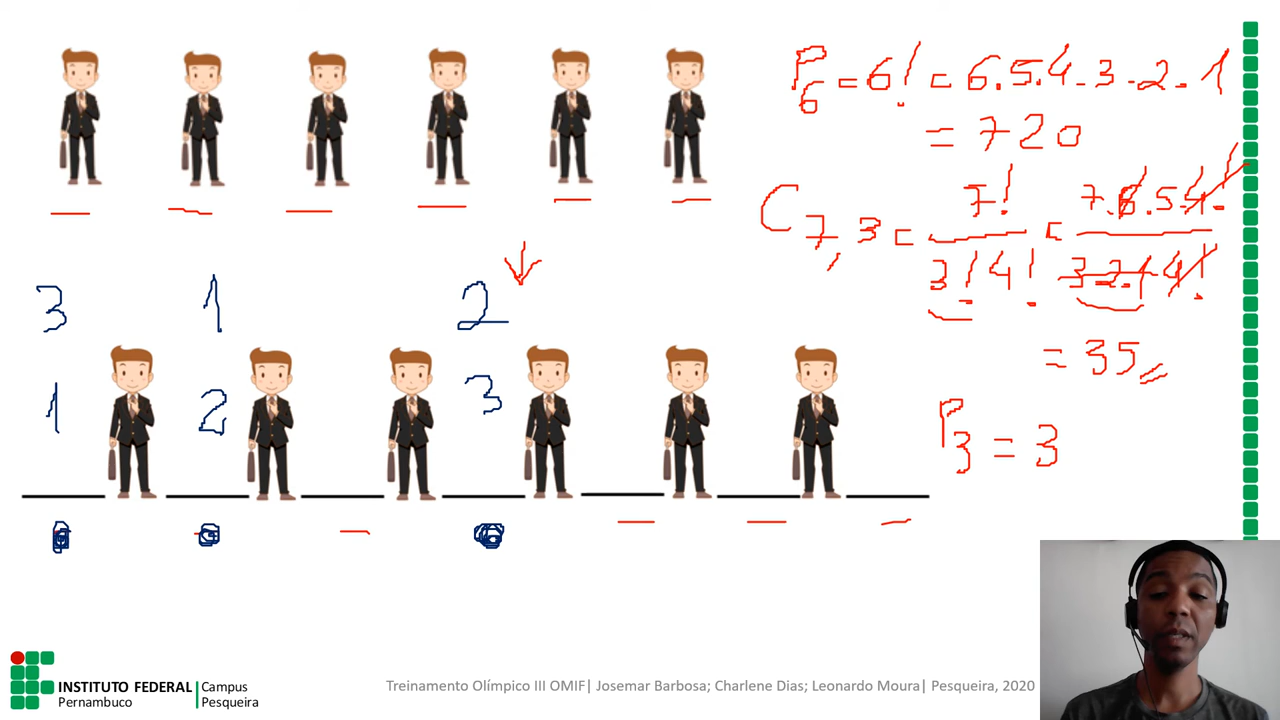 P6 = 6! = 6.5.4.3.2.1
= 720
C7,3 = 7! / 3! 4! = 7.6.5.4! / 3.2.1.4!
= 35
P3 = 3
3 1 2
1 2 3
INSTITUTO FEDERAL
Pernambuco
Campus
Pesqueira
Treinamento Olímpico III OMIF| Josemar Barbosa; Charlene Dias; Leonardo Moura| Pesqueira, 2020